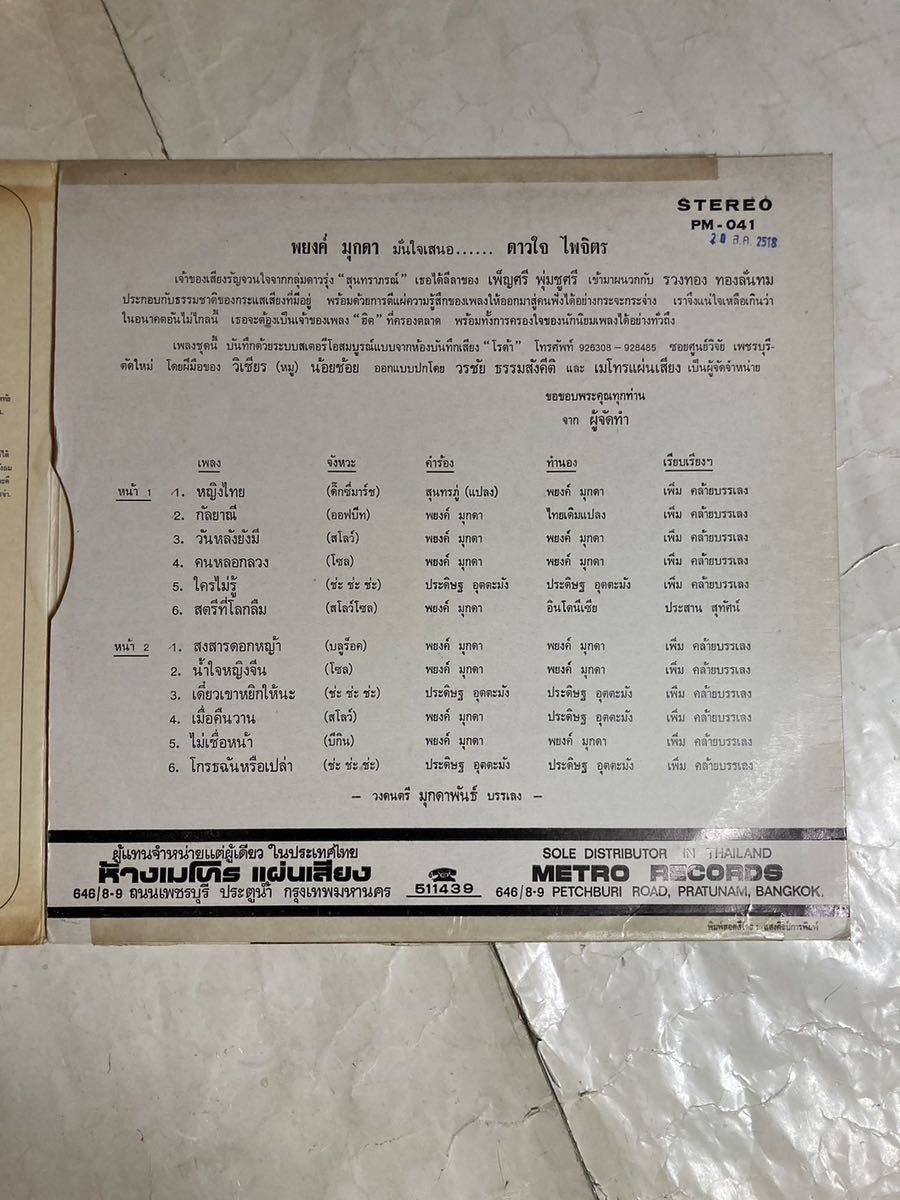 STEREO
PM-041
20 ส.ค. 2518
พยงค์ มุกดา มั่นใจเสนอ...... ดาวใจ ไพจิตร
เจ้าของเสียงรัญจวนใจจากกลุ่มดาวรุ่ง “สุนทราภรณ์” เธอได้ลีลาของ เพ็ญศรี พุ่มชูศรี เข้ามาผนวกกับ รวงทอง ทองลั่นทม
ประกอบกับธรรมชาติของกระแสเสียงที่มีอยู่ พร้อมด้วยการตีแผ่ความรู้สึกของเพลงให้ออกมาสู่คนฟังได้อย่างกระจะกระจ่าง เราจึงแน่ใจเหลือเกินว่า
ในอนาคตอันไม่ไกลนี้ เธอจะต้องเป็นเจ้าของเพลง “ฮิต” ที่ครองตลาด พร้อมทั้งการครองใจของนักนิยมเพลงได้อย่างทั่วถึง
เพลงชุดนี้ บันทึกด้วยระบบสเตอริโอสมบูรณ์แบบจากห้องบันทึกเสียง “โรต้า” โทรศัพท์ 926308-928485 ซอยศูนย์วิจัย เพชรบุรี-
ตัดใหม่ โดยฝีมือของ วิเชียร (หมู) น้อยช้อย ออกแบบปกโดย วรชัย ธรรมสังคีติ และ เมโทรแผ่นเสียง เป็นผู้จัดจำหน่าย
ขอขอบพระคุณทุกท่าน
จาก ผู้จัดทำ
เพลง จังหวะ คำร้อง ทำนอง เรียบเรียงฯ
หน้า 1 1. หญิงไทย (ดิ๊กซี่มาร์ช) สุนทรภู่ (แปลง) พยงค์ มุกดา เพิ่ม คล้ายบรรเลง
2. กัลยาณี (ออฟบีท) พยงค์ มุกดา ไทยเดิมแปลง เพิ่ม คล้ายบรรเลง
3. วันหลังยังมี (สโลว์) พยงค์ มุกดา พยงค์ มุกดา เพิ่ม คล้ายบรรเลง
4. คนหลอกลวง (โซล) พยงค์ มุกดา พยงค์ มุกดา เพิ่ม คล้ายบรรเลง
5. ใครไม่รู้ (ช่ะ ช่ะ ช่ะ) ประดิษฐ อุตตะมัง ประดิษฐ อุตตะมัง เพิ่ม คล้ายบรรเลง
6. สตรีที่โลกลืม (สโลว์โซล) พยงค์ มุกดา อินโดนีเซีย ประสาน สุทัศน์
หน้า 2 1. สงสารดอกหญ้า (บลูร็อค) พยงค์ มุกดา พยงค์ มุกดา เพิ่ม คล้ายบรรเลง
2. น้ำใจหญิงจีน (โซล) พยงค์ มุกดา พยงค์ มุกดา เพิ่ม คล้ายบรรเลง
3. เดี๋ยวเขาหยิกให้นะ (ช่ะ ช่ะ ช่ะ) ประดิษฐ อุตตะมัง ประดิษฐ อุตตะมัง เพิ่ม คล้ายบรรเลง
4. เมื่อคืนวาน (สโลว์) พยงค์ มุกดา ประดิษฐ อุตตะมัง เพิ่ม คล้ายบรรเลง
5. ไม่เชื่อหน้า (บีกิน) พยงค์ มุกดา พยงค์ มุกดา เพิ่ม คล้ายบรรเลง
6. โกรธฉันหรือเปล่า (ช่ะ ช่ะ ช่ะ) ประดิษฐ อุตตะมัง ประดิษฐ อุตตะมัง เพิ่ม คล้ายบรรเลง
– วงดนตรี มุกดาพันธ์ บรรเลง –
ผู้แทนจำหน่ายแต่ผู้เดียว ในประเทศไทย
ห้างเมโทร แผ่นเสียง
646/8-9 ถนนเพชรบุรี ประตูน้ำ กรุงเทพมหานคร
511439
SOLE DISTRIBUTOR IN THAILAND
METRO RECORDS
646/8-9 PETCHBURI ROAD, PRATUNAM, BANGKOK.